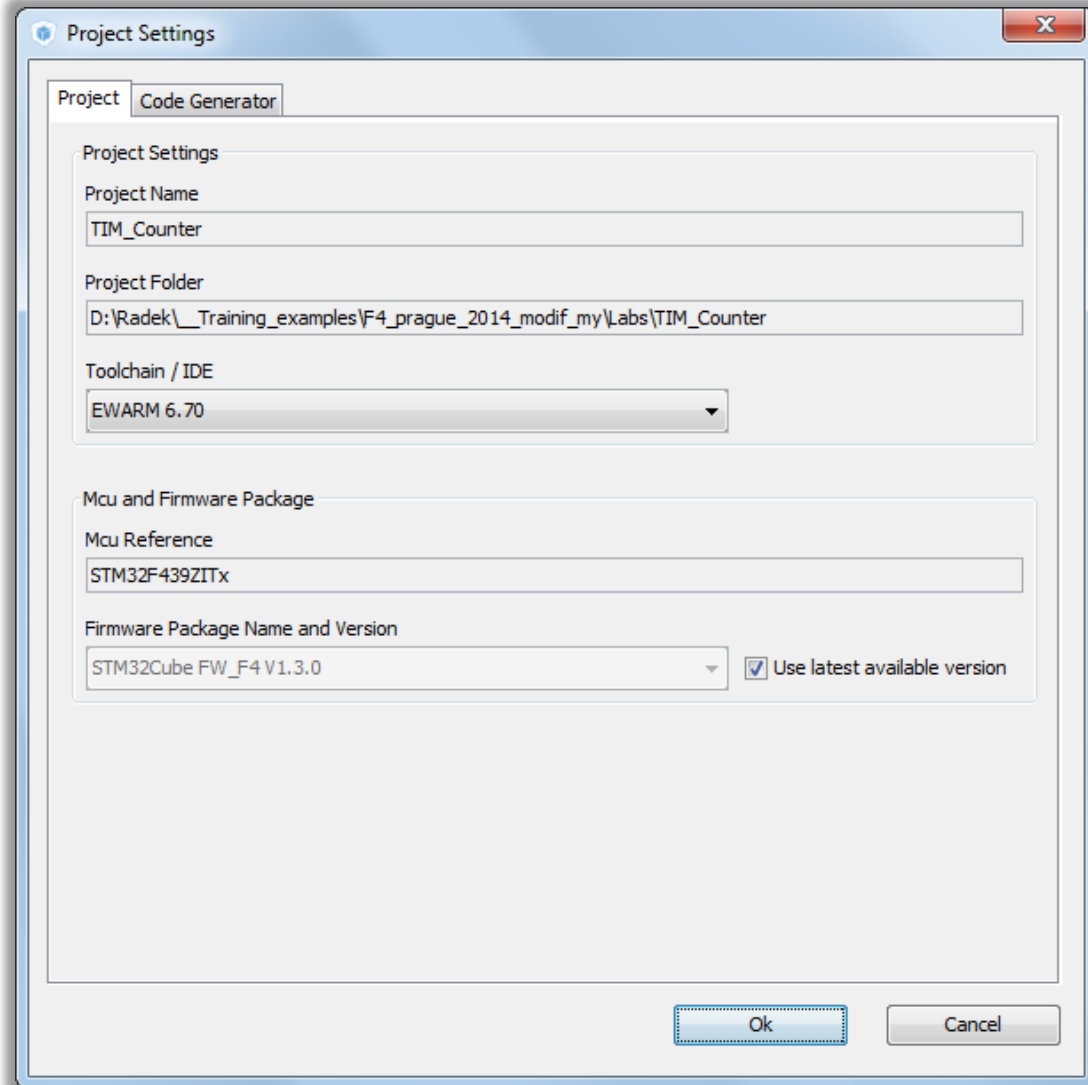 Project Settings
Project Code Generator
Project Settings
Project Name
TIM_Counter
Project Folder
D:\Radek\__Training_examples\F4_prague_2014_modif_my\Labs\TIM_Counter
Toolchain / IDE
EWARM 6.70
Mcu and Firmware Package
Mcu Reference
STM32F439ZITx
Firmware Package Name and Version
STM32Cube FW_F4 V1.3.0 Use latest available version
Ok Cancel